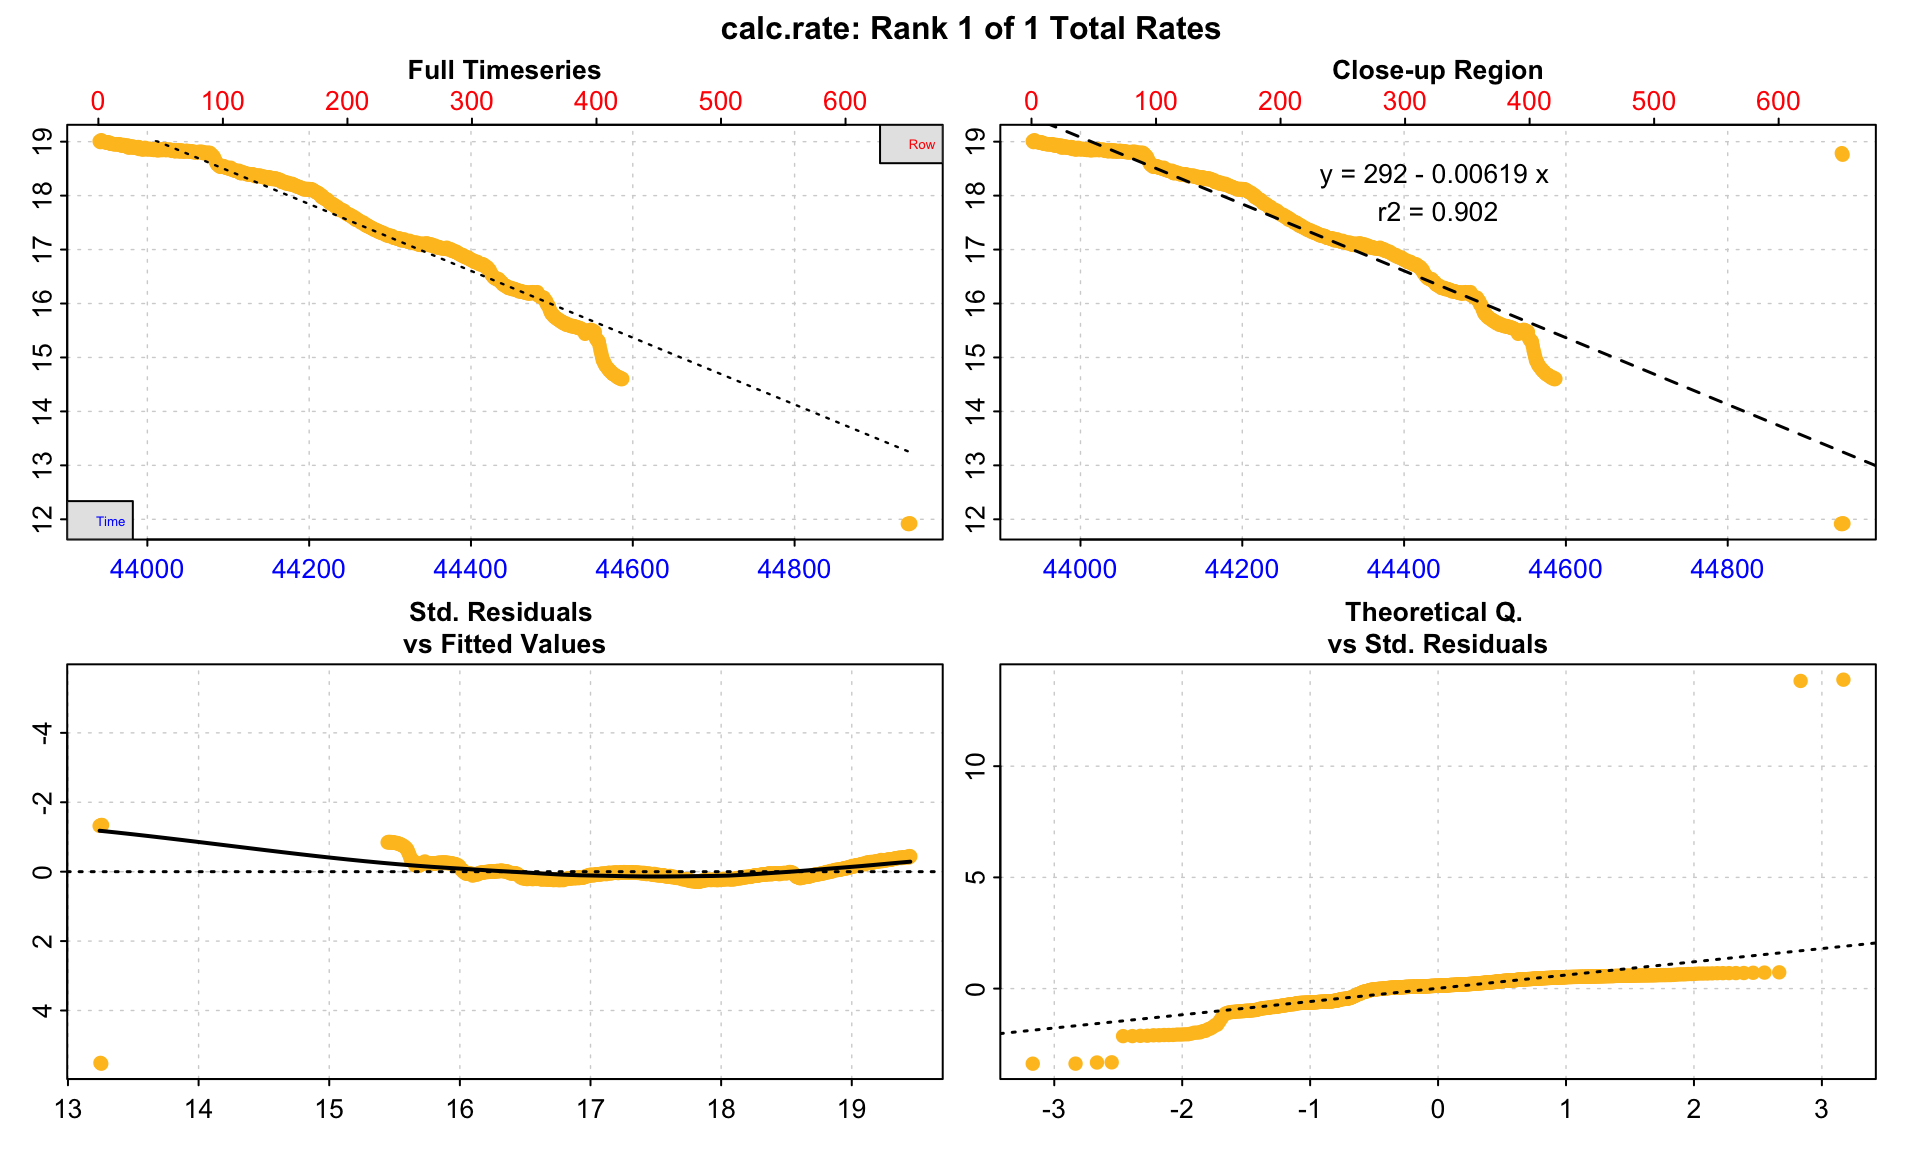 calc.rate: Rank 1 of 1 Total Rates
Full Timeseries
0 100 200 300 400 500 600
Row
19
18
17
16
15
14
13
12
Time
44000 44200 44400 44600 44800
Close-up Region
0 100 200 300 400 500 600
y = 292 - 0.00619 x
r2 = 0.902
19
18
17
16
15
14
13
12
44000 44200 44400 44600 44800
Std. Residuals
vs Fitted Values
-4
-2
0
2
4
13 14 15 16 17 18 19
Theoretical Q.
vs Std. Residuals
10
5
0
-3 -2 -1 0 1 2 3